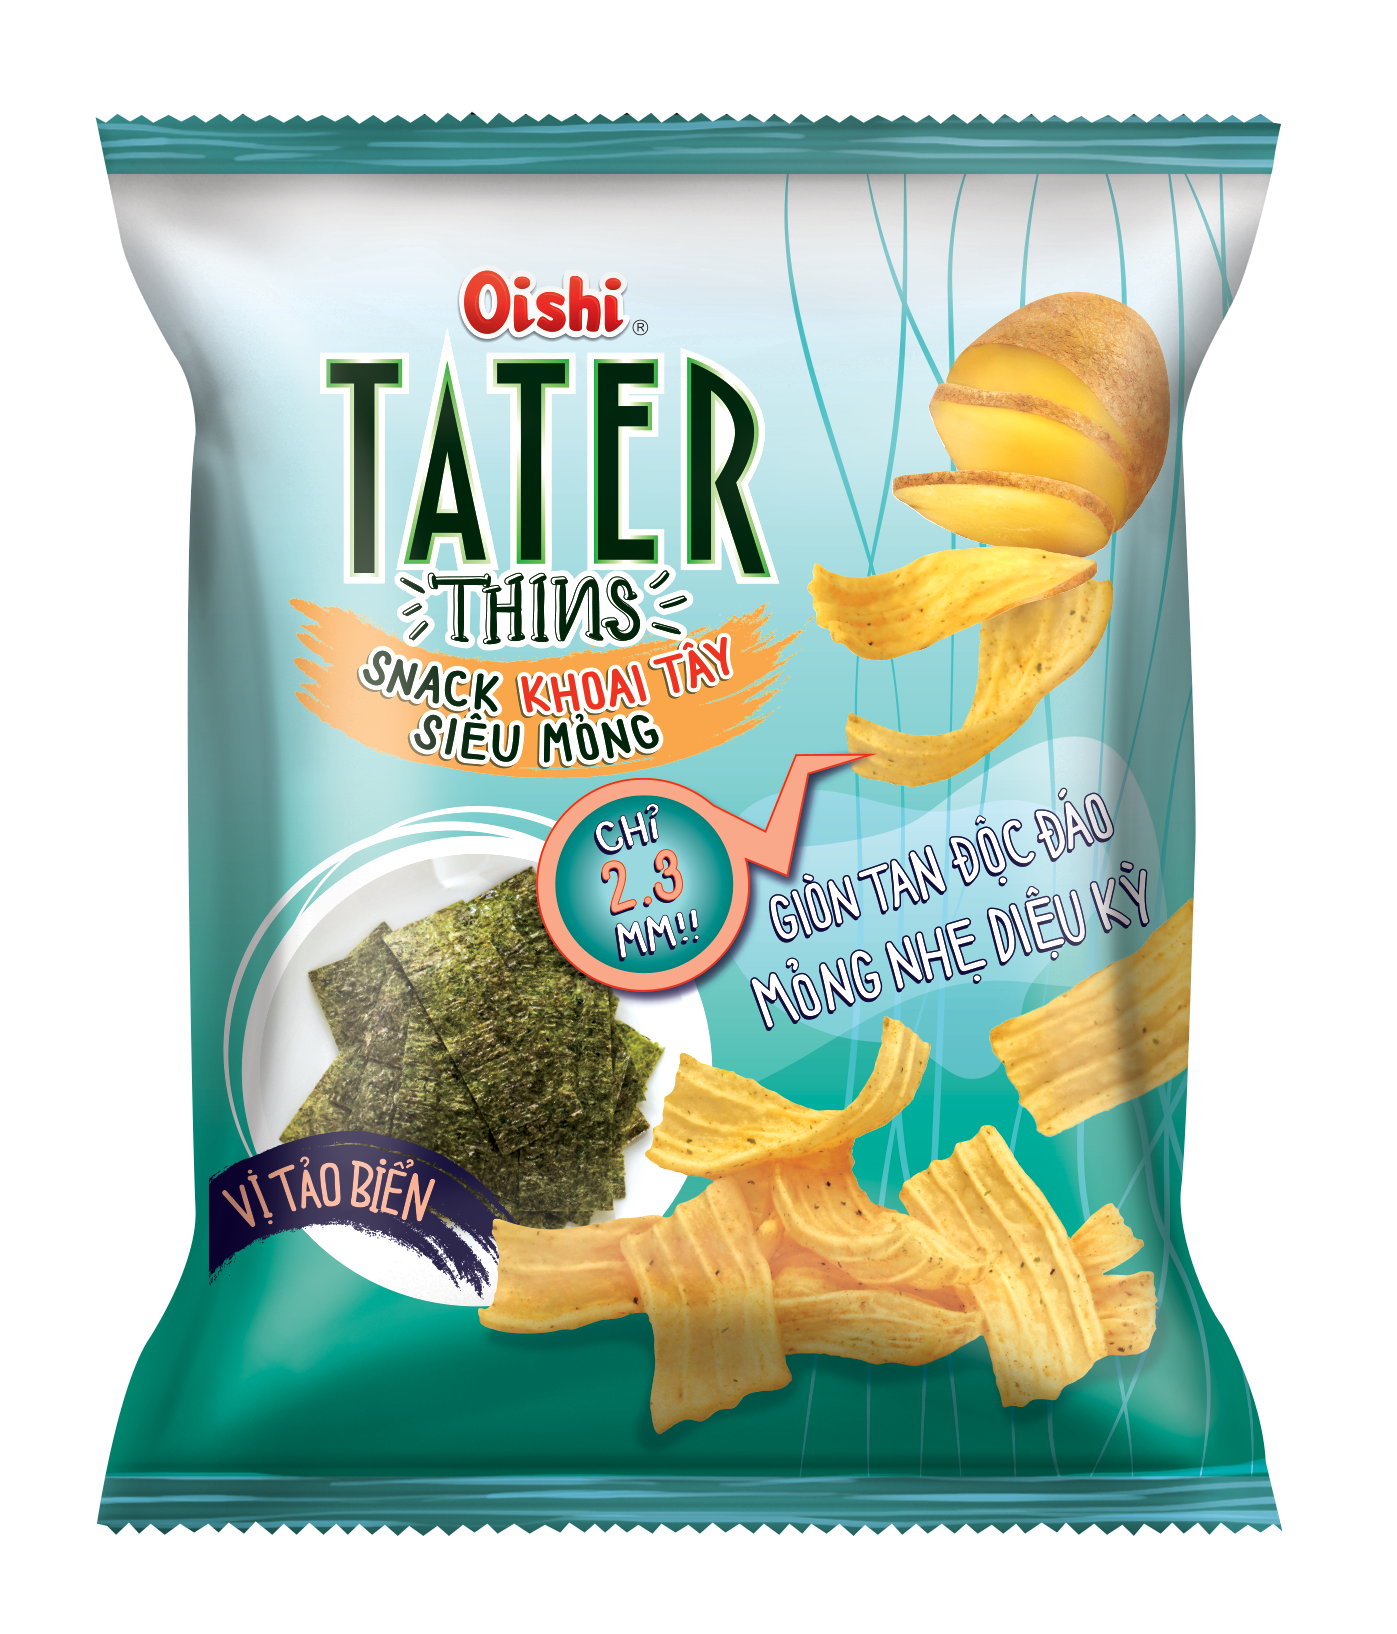 Oishi ®
TATER
THINS
SNACK KHOAI TÂY
SIÊU MỎNG
CHỈ
2.3
MM!!
GIÒN TAN ĐỘC ĐÁO
MỎNG NHẸ DIỆU KỲ
VỊ TẢO BIỂN